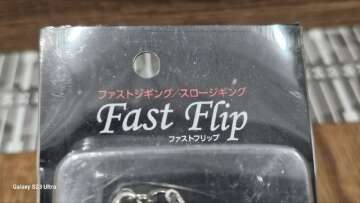 ファストジギング/スロージギング
Fast Flip
ファストフリップ
Galaxy S23 Ultra